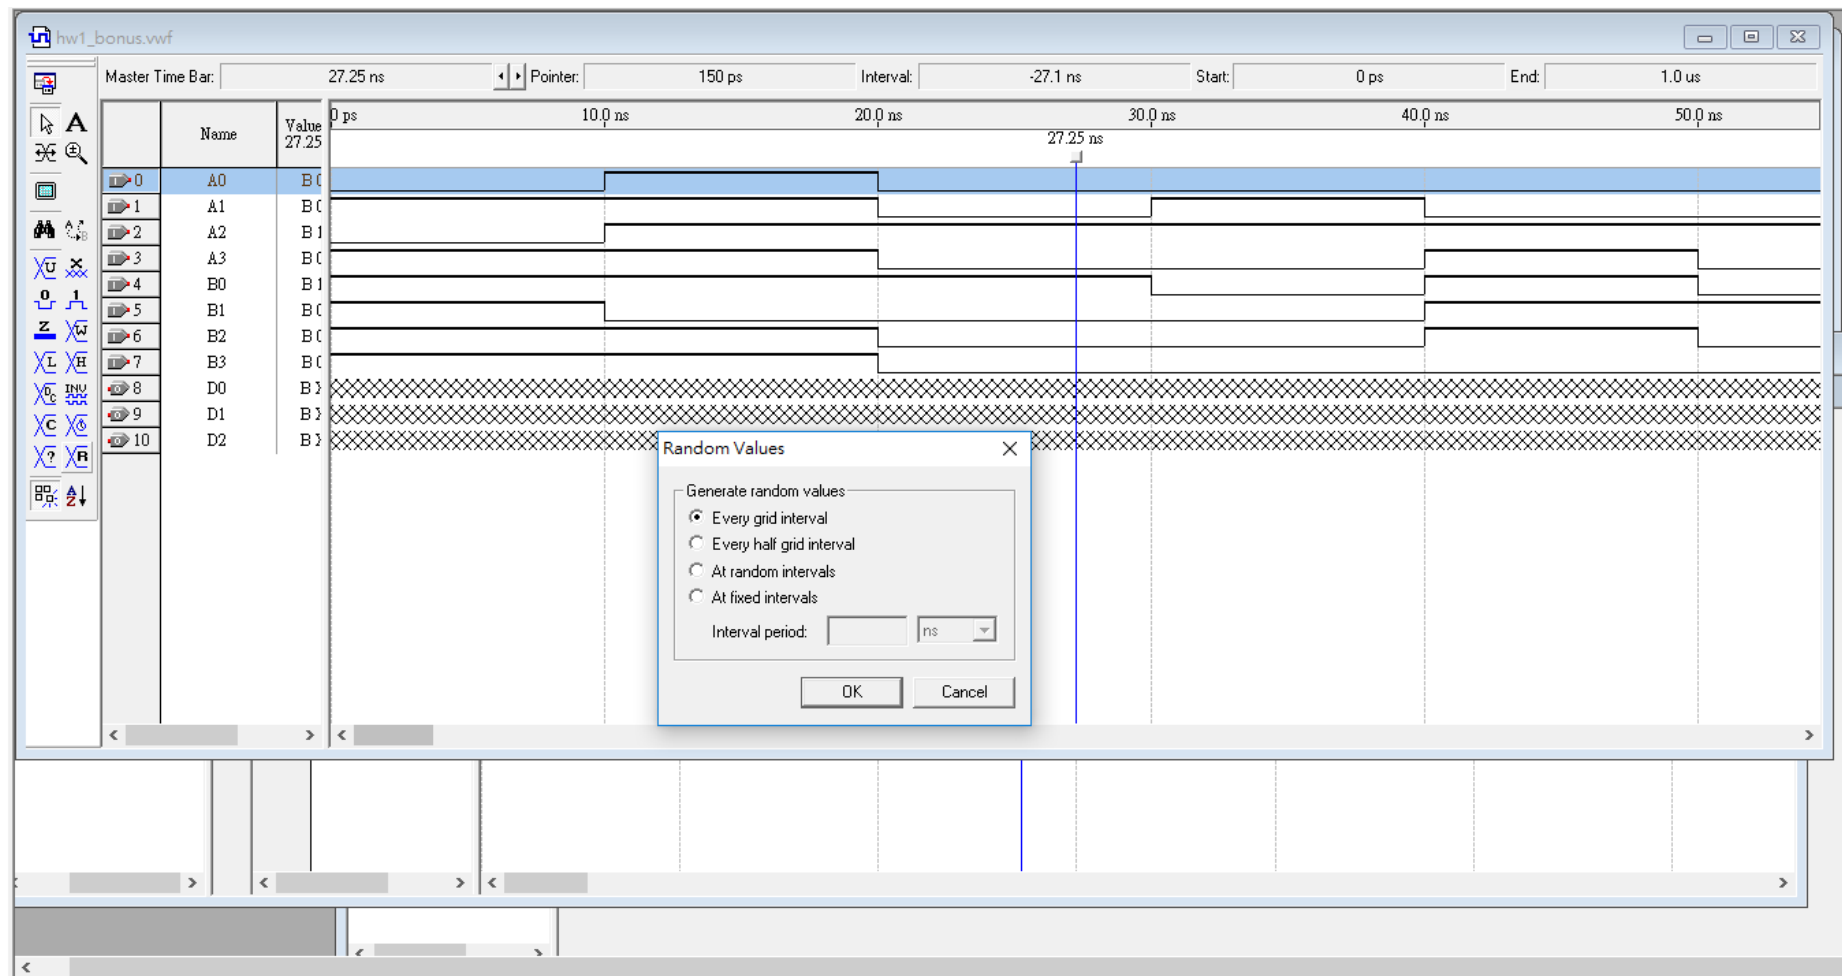 hw1_bonus.vwf
Master Time Bar: 27.25 ns Pointer: 150 ps Interval: -27.1 ns Start: 0 ps End: 1.0 us
Name
Value
27.25
0 ps 10.0 ns 20.0 ns 30.0 ns 40.0 ns 50.0 ns
27.25 ns
0 A0 B 0
1 A1 B 0
2 A2 B 1
3 A3 B 0
4 B0 B 1
5 B1 B 0
6 B2 B 0
7 B3 B 0
8 D0 B X
9 D1 B X
10 D2 B X
Random Values
Generate random values
Every grid interval
Every half grid interval
At random intervals
At fixed intervals
Interval period: ns
OK Cancel